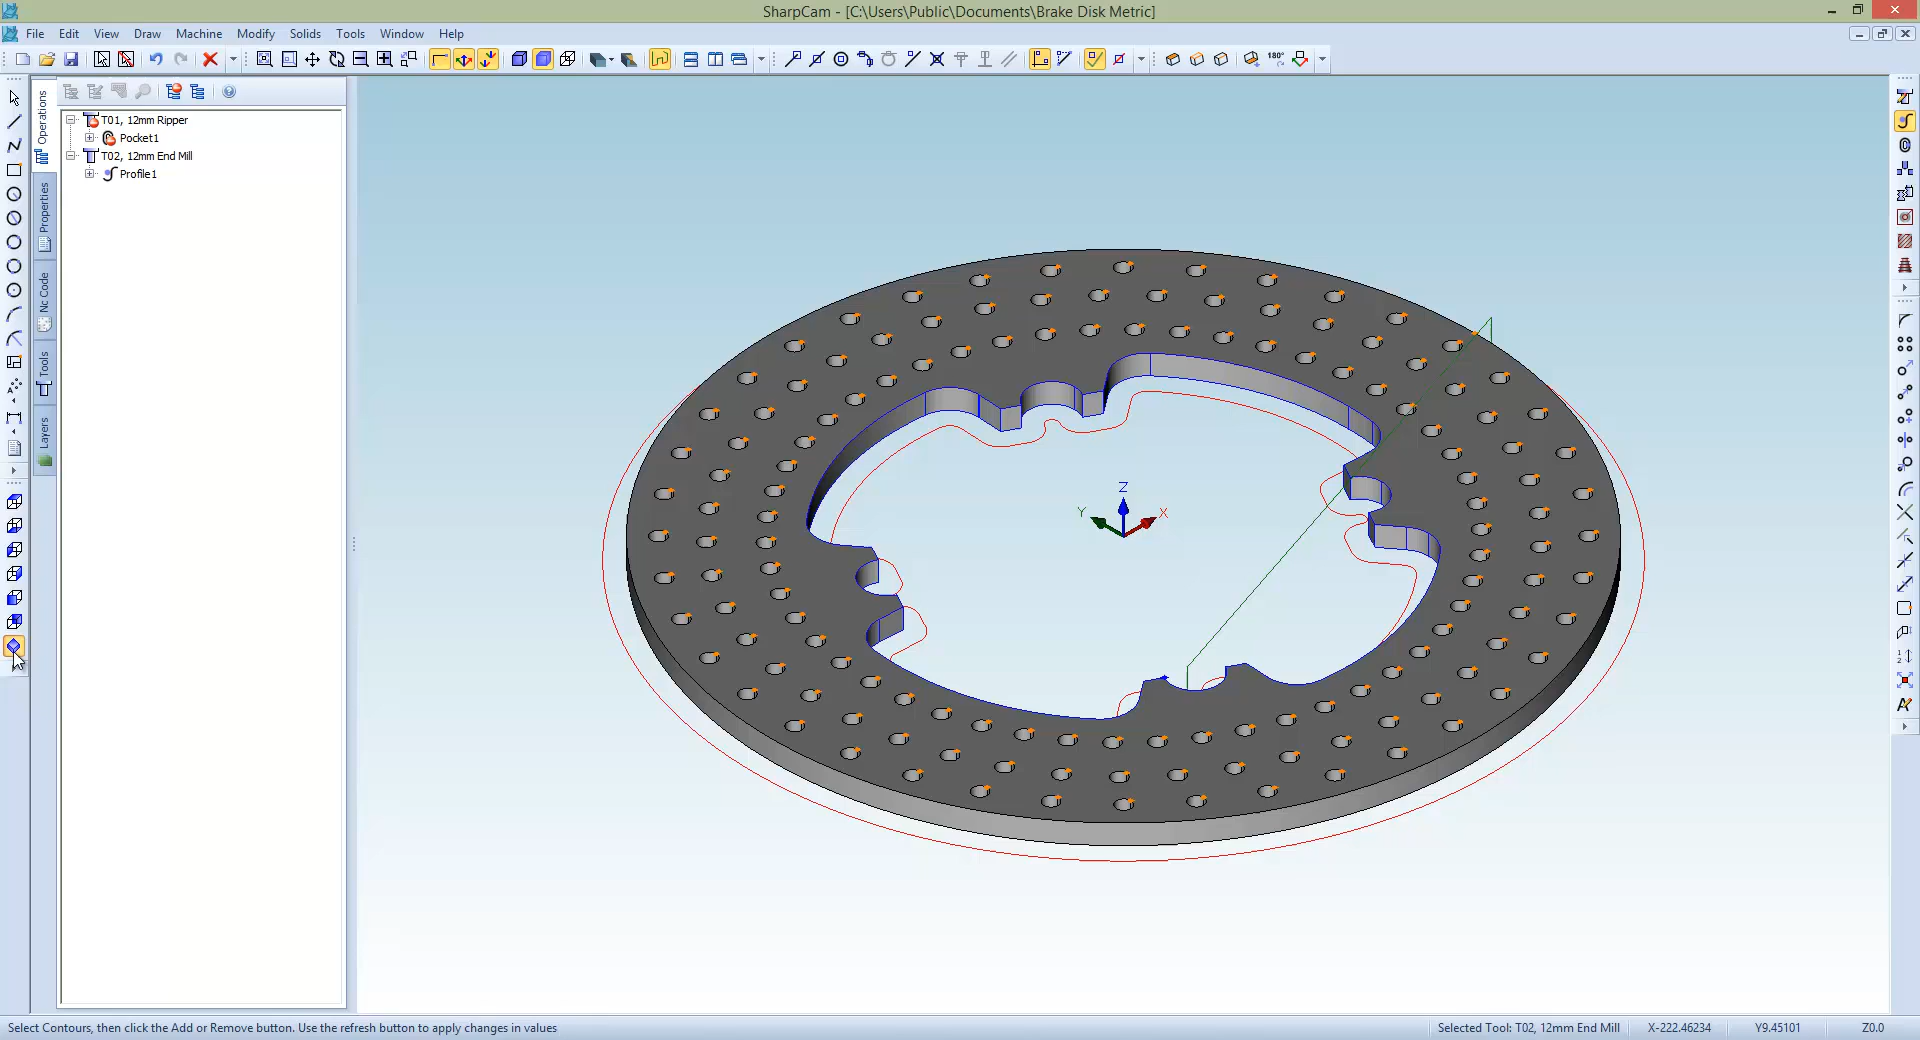 SharpCam - [C:\Users\Public\Documents\Brake Disk Metric]
File Edit View Draw Machine Modify Solids Tools Window Help
180°
Operations
Properties
Nc Code
Tools
Layers
T01, 12mm Ripper
Pocket1
T02, 12mm End Mill
Profile1
Z
Y
X
Select Contours, then click the Add or Remove button. Use the refresh button to apply changes in values
Selected Tool: T02, 12mm End Mill X-222.46234 Y9.45101 Z0.0